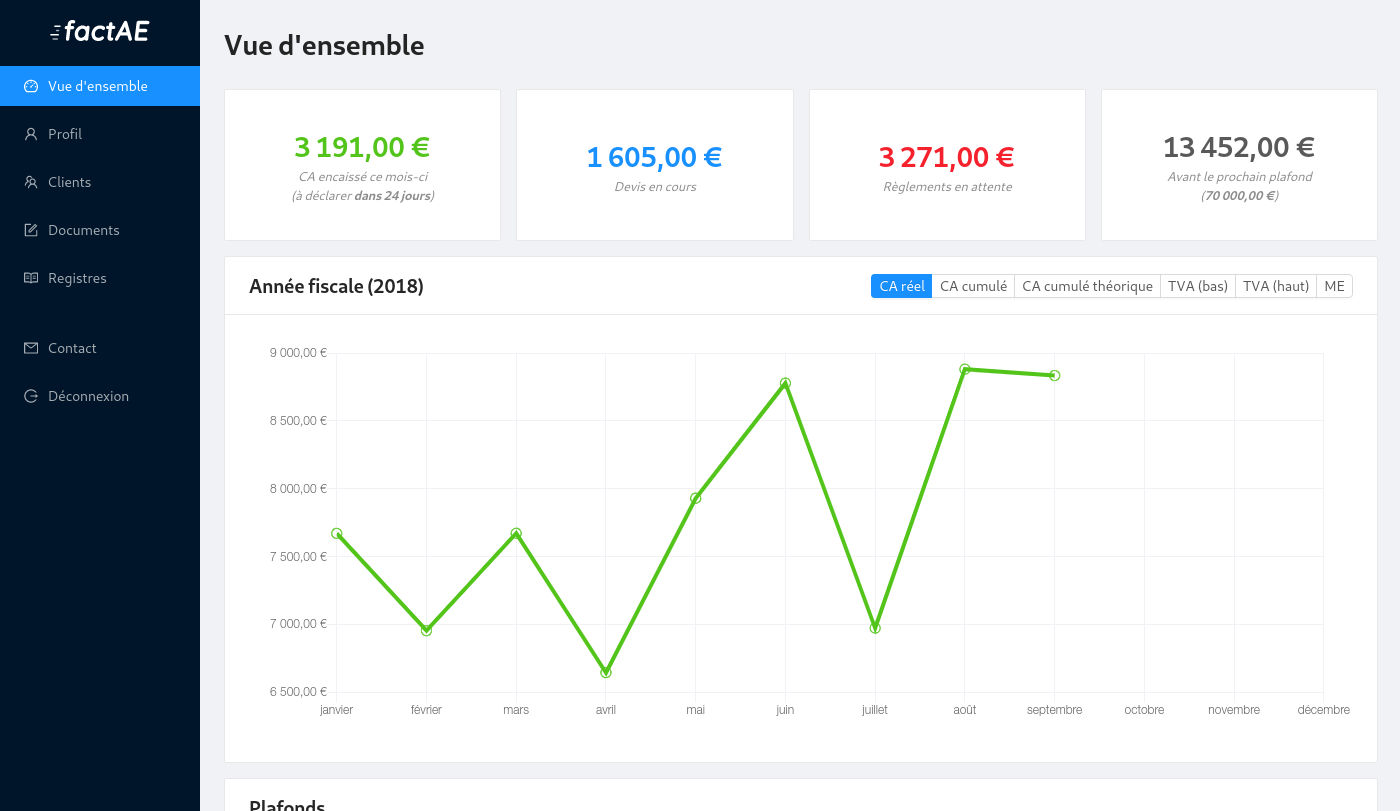 factAE
Vue d'ensemble
Profil
Clients
Documents
Registres
Contact
Déconnexion
Vue d'ensemble
3 191,00 €
CA encaissé ce mois-ci
(à déclarer dans 24 jours)
1 605,00 €
Devis en cours
3 271,00 €
Règlements en attente
13 452,00 €
Avant le prochain plafond
(70 000,00 €)
Année fiscale (2018)
CA réel CA cumulé CA cumulé théorique TVA (bas) TVA (haut) ME
9 000,00 €
8 500,00 €
8 000,00 €
7 500,00 €
7 000,00 €
6 500,00 €
janvier février mars avril mai juin juillet août septembre octobre novembre décembre
Plafonds